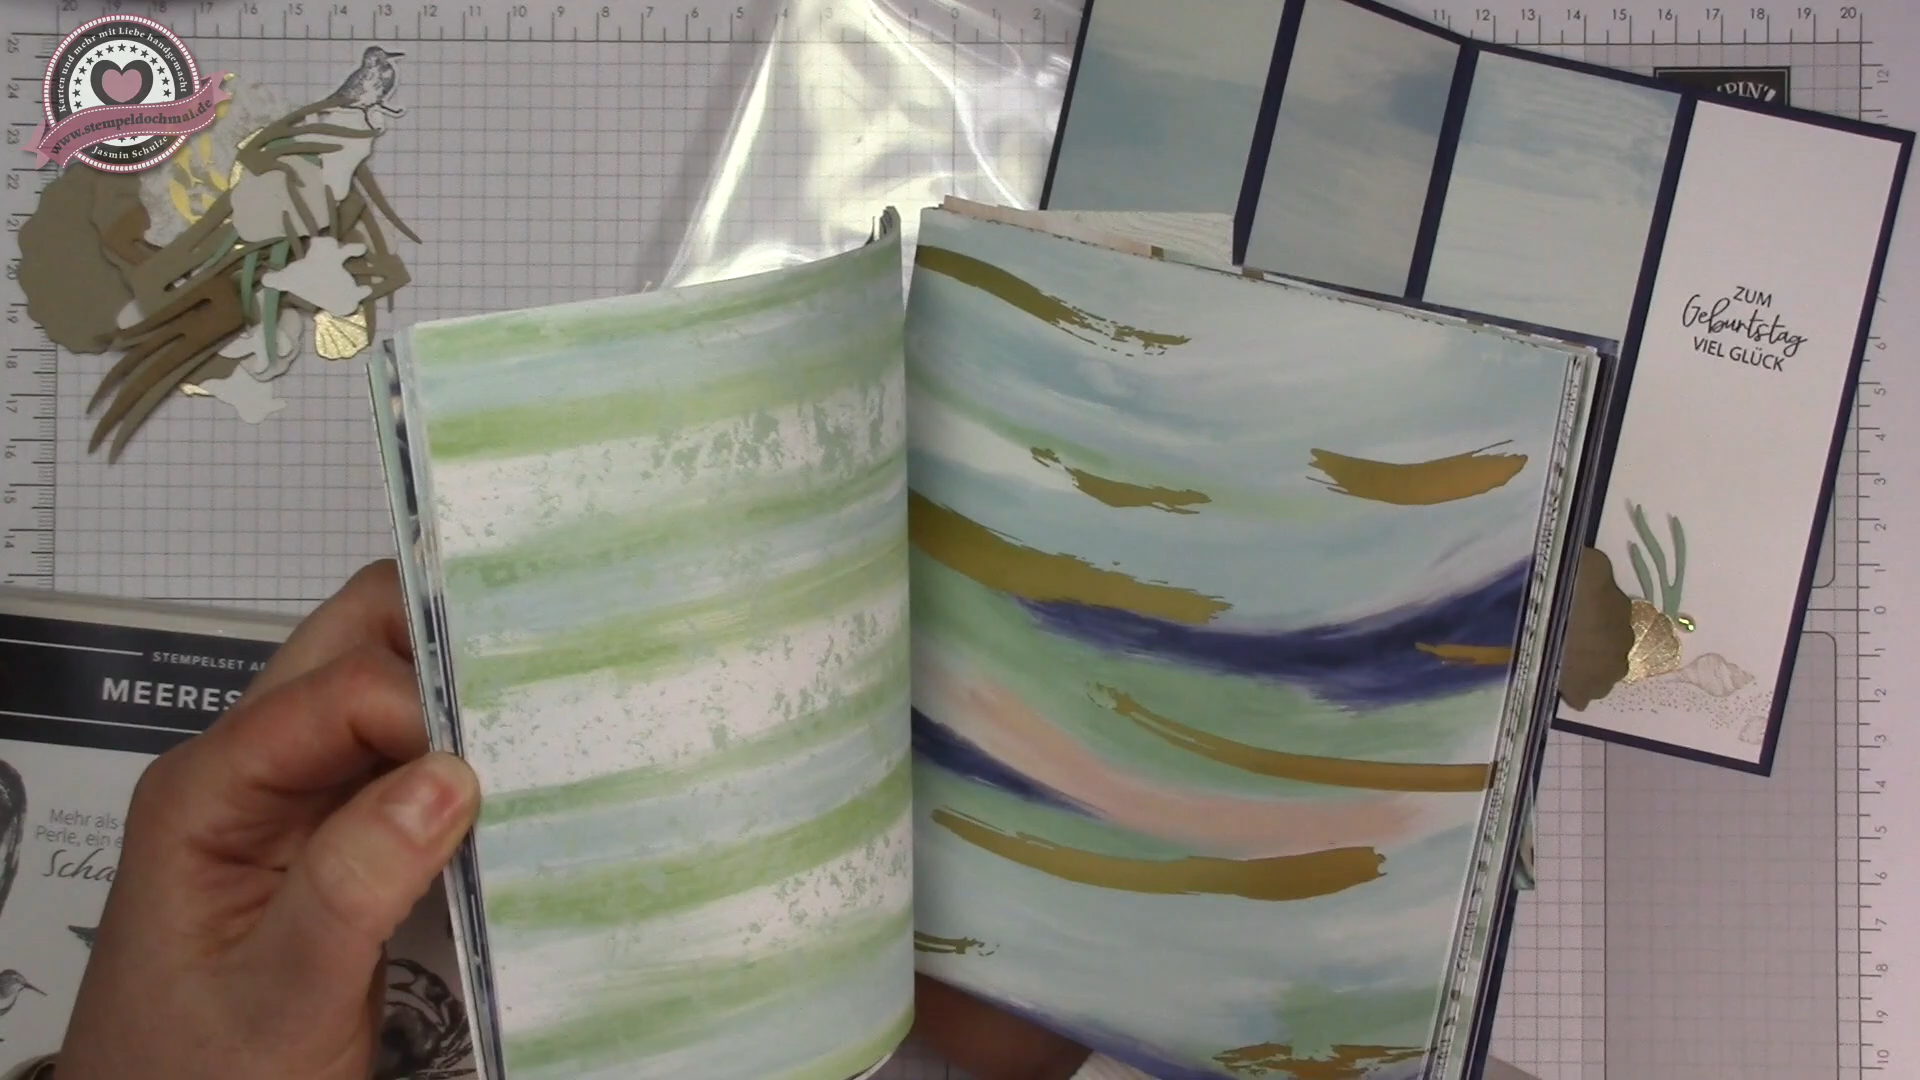 Karten und mehr mit Liebe handgemacht
www.stempeldochmal.de
Jasmin Schulze
ZUM
Geburtstag
VIEL GLÜCK
STEMPELSET
MEERES
Mehr als
Perle, ein